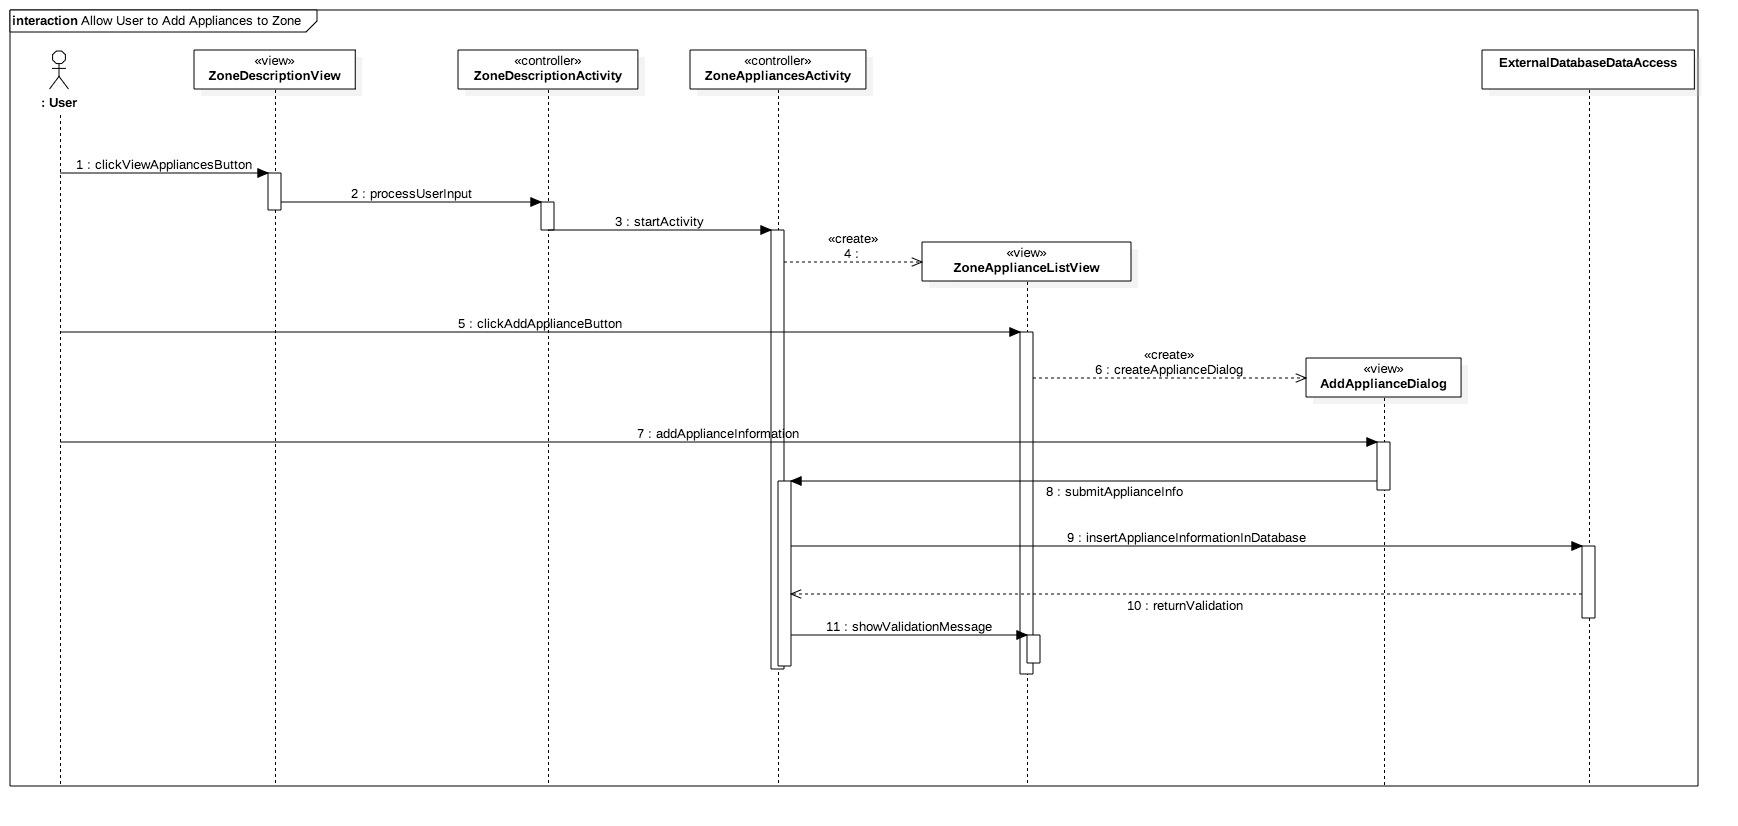 interaction Allow User to Add Appliances to Zone
: User
«view»
ZoneDescriptionView
«controller»
ZoneDescriptionActivity
«controller»
ZoneAppliancesActivity
ExternalDatabaseDataAccess
1 : clickViewAppliancesButton
2 : processUserInput
3 : startActivity
«create»
4 :
«view»
ZoneApplianceListView
5 : clickAddApplianceButton
«create»
6 : createApplianceDialog
«view»
AddApplianceDialog
7 : addApplianceInformation
8 : submitApplianceInfo
9 : insertApplianceInformationInDatabase
10 : returnValidation
11 : showValidationMessage